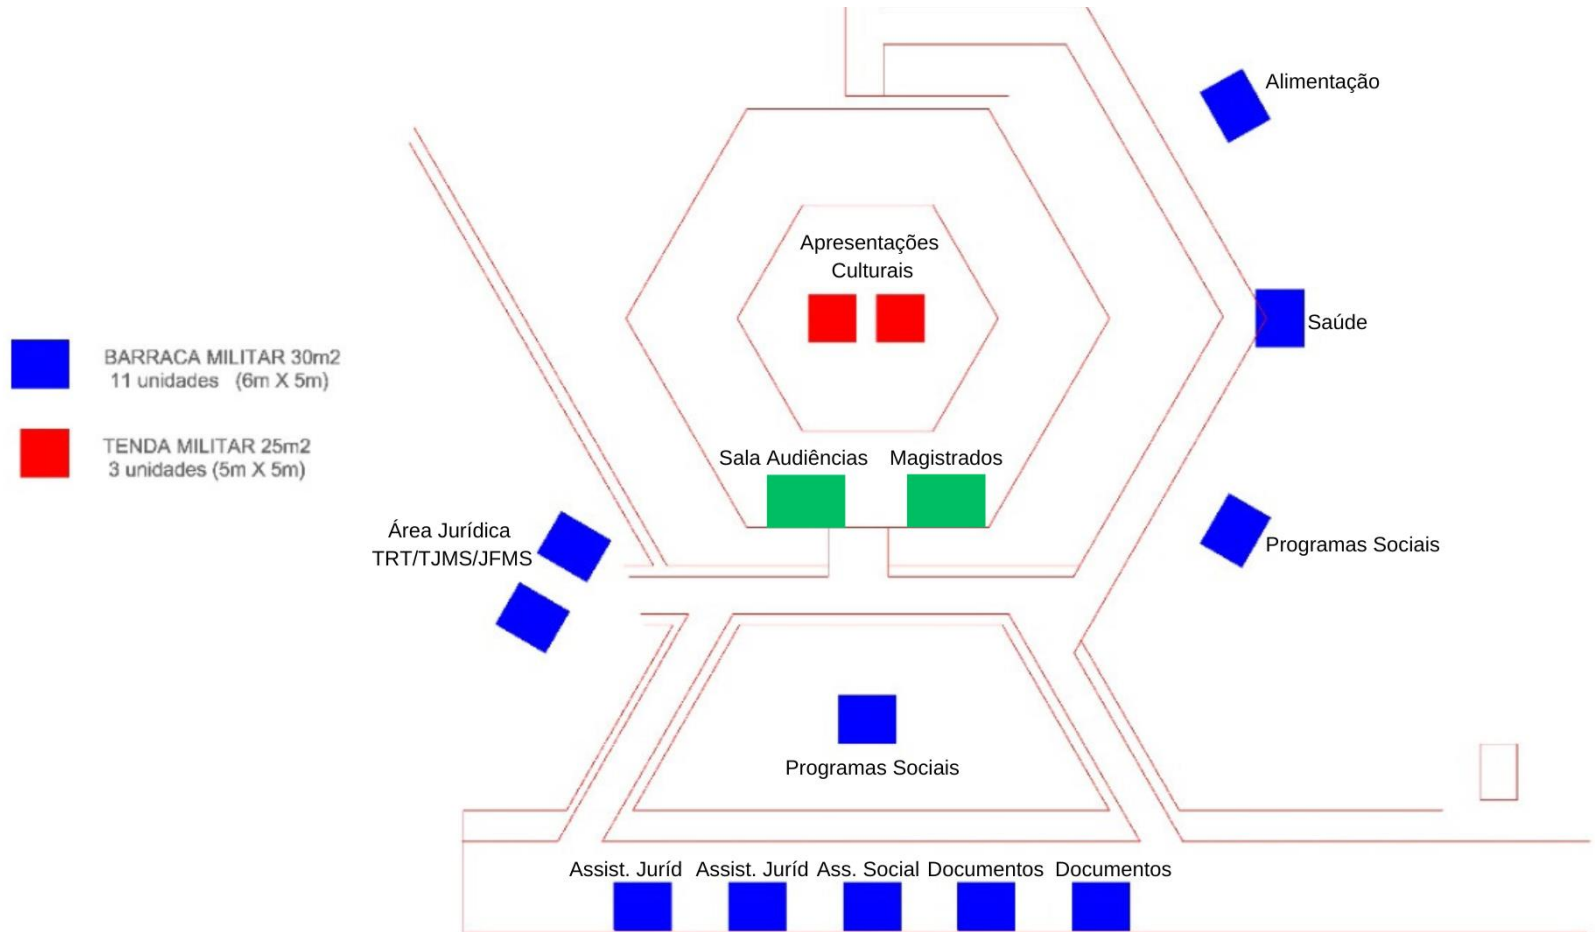 Alimentação
Apresentações
Culturais
Saúde
BARRACA MILITAR 30m2
11 unidades (6m X 5m)
TENDA MILITAR 25m2
3 unidades (5m X 5m)
Sala Audiências
Magistrados
Área Jurídica
TRT/TJMS/JFMS
Programas Sociais
Programas Sociais
Assist. Juríd
Assist. Juríd
Ass. Social
Documentos
Documentos